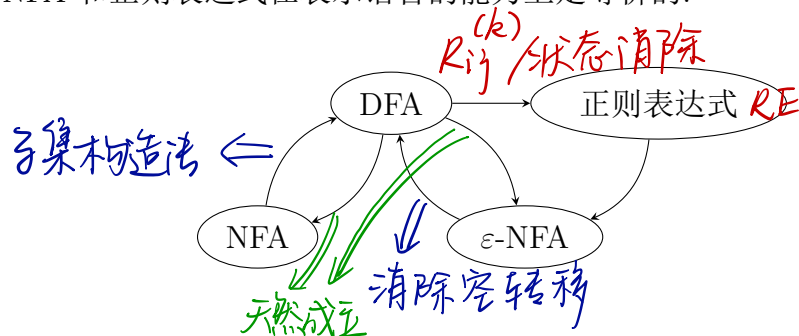 NFA 和正则表达式在表示语言的能力上是等价的.
R_{ij}^{(k)}/状态消除
DFA
正则表达式 RE
子集构造法
NFA
ε-NFA
天然成立
消除空转移